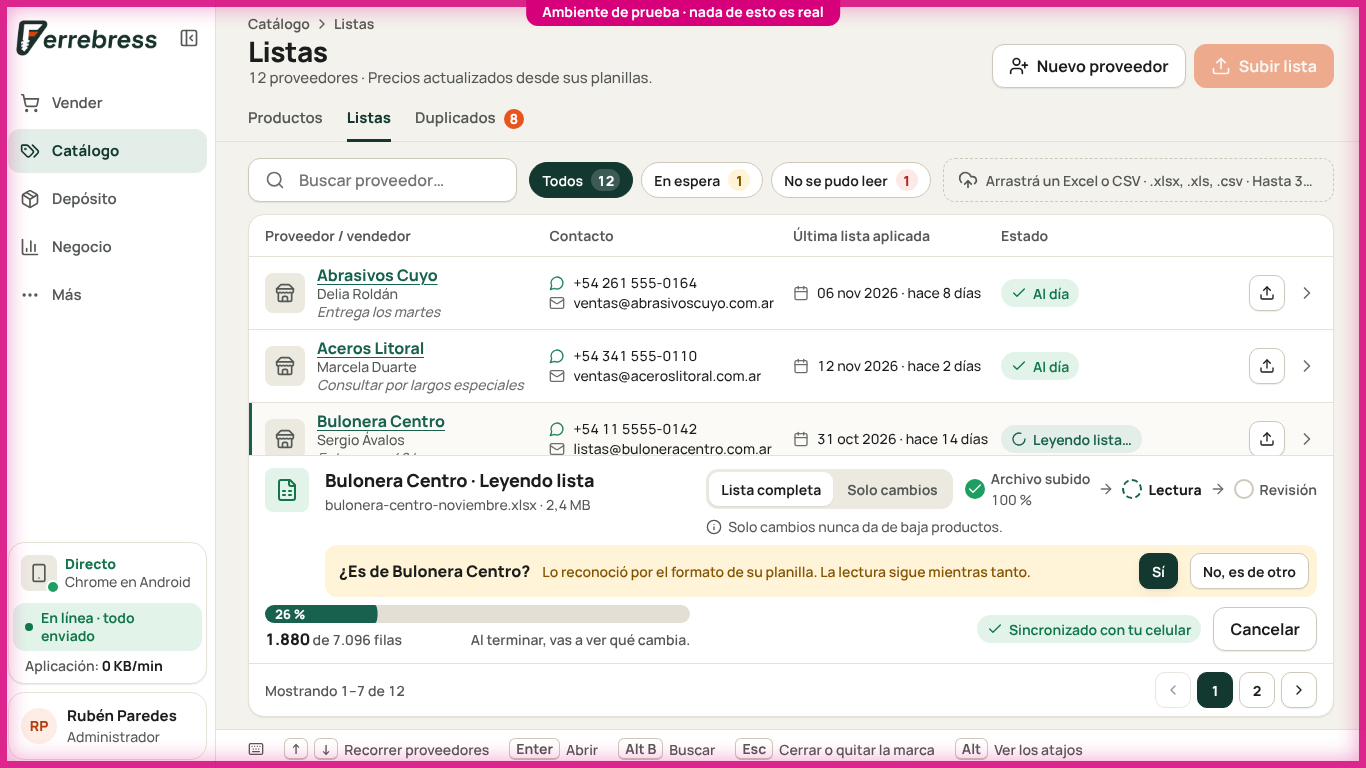 Ambiente de prueba · nada de esto es real
Ferrebress
Vender
Catálogo
Depósito
Negocio
Más
Directo
Chrome en Android
En línea · todo
enviado
Aplicación: 0 KB/min
RP
Rubén Paredes
Administrador
Catálogo > Listas
Listas
12 proveedores · Precios actualizados desde sus planillas.
Nuevo proveedor
Subir lista
Productos Listas Duplicados 8
Buscar proveedor...
Todos 12
En espera 1
No se pudo leer 1
Arrastrá un Excel o CSV · .xlsx, .xls, .csv · Hasta 3...
Proveedor / vendedor Contacto Última lista aplicada Estado
Abrasivos Cuyo
Delia Roldán
Entrega los martes
+54 261 555-0164
ventas@abrasivoscuyo.com.ar
06 nov 2026 · hace 8 días
Al día
Aceros Litoral
Marcela Duarte
Consultar por largos especiales
+54 341 555-0110
ventas@aceroslitoral.com.ar
12 nov 2026 · hace 2 días
Al día
Bulonera Centro
Sergio Ávalos
+54 11 5555-0142
listas@buloneracentro.com.ar
31 oct 2026 · hace 14 días
Leyendo lista...
Bulonera Centro · Leyendo lista
bulonera-centro-noviembre.xlsx · 2,4 MB
Lista completa Solo cambios
Archivo subido
100 %
Lectura
Revisión
Solo cambios nunca da de baja productos.
¿Es de Bulonera Centro? Lo reconoció por el formato de su planilla. La lectura sigue mientras tanto.
Sí
No, es de otro
26 %
1.880 de 7.096 filas
Al terminar, vas a ver qué cambia.
Sincronizado con tu celular
Cancelar
Mostrando 1–7 de 12
1 2
↑ ↓ Recorrer proveedores Enter Abrir Alt B Buscar Esc Cerrar o quitar la marca Alt Ver los atajos